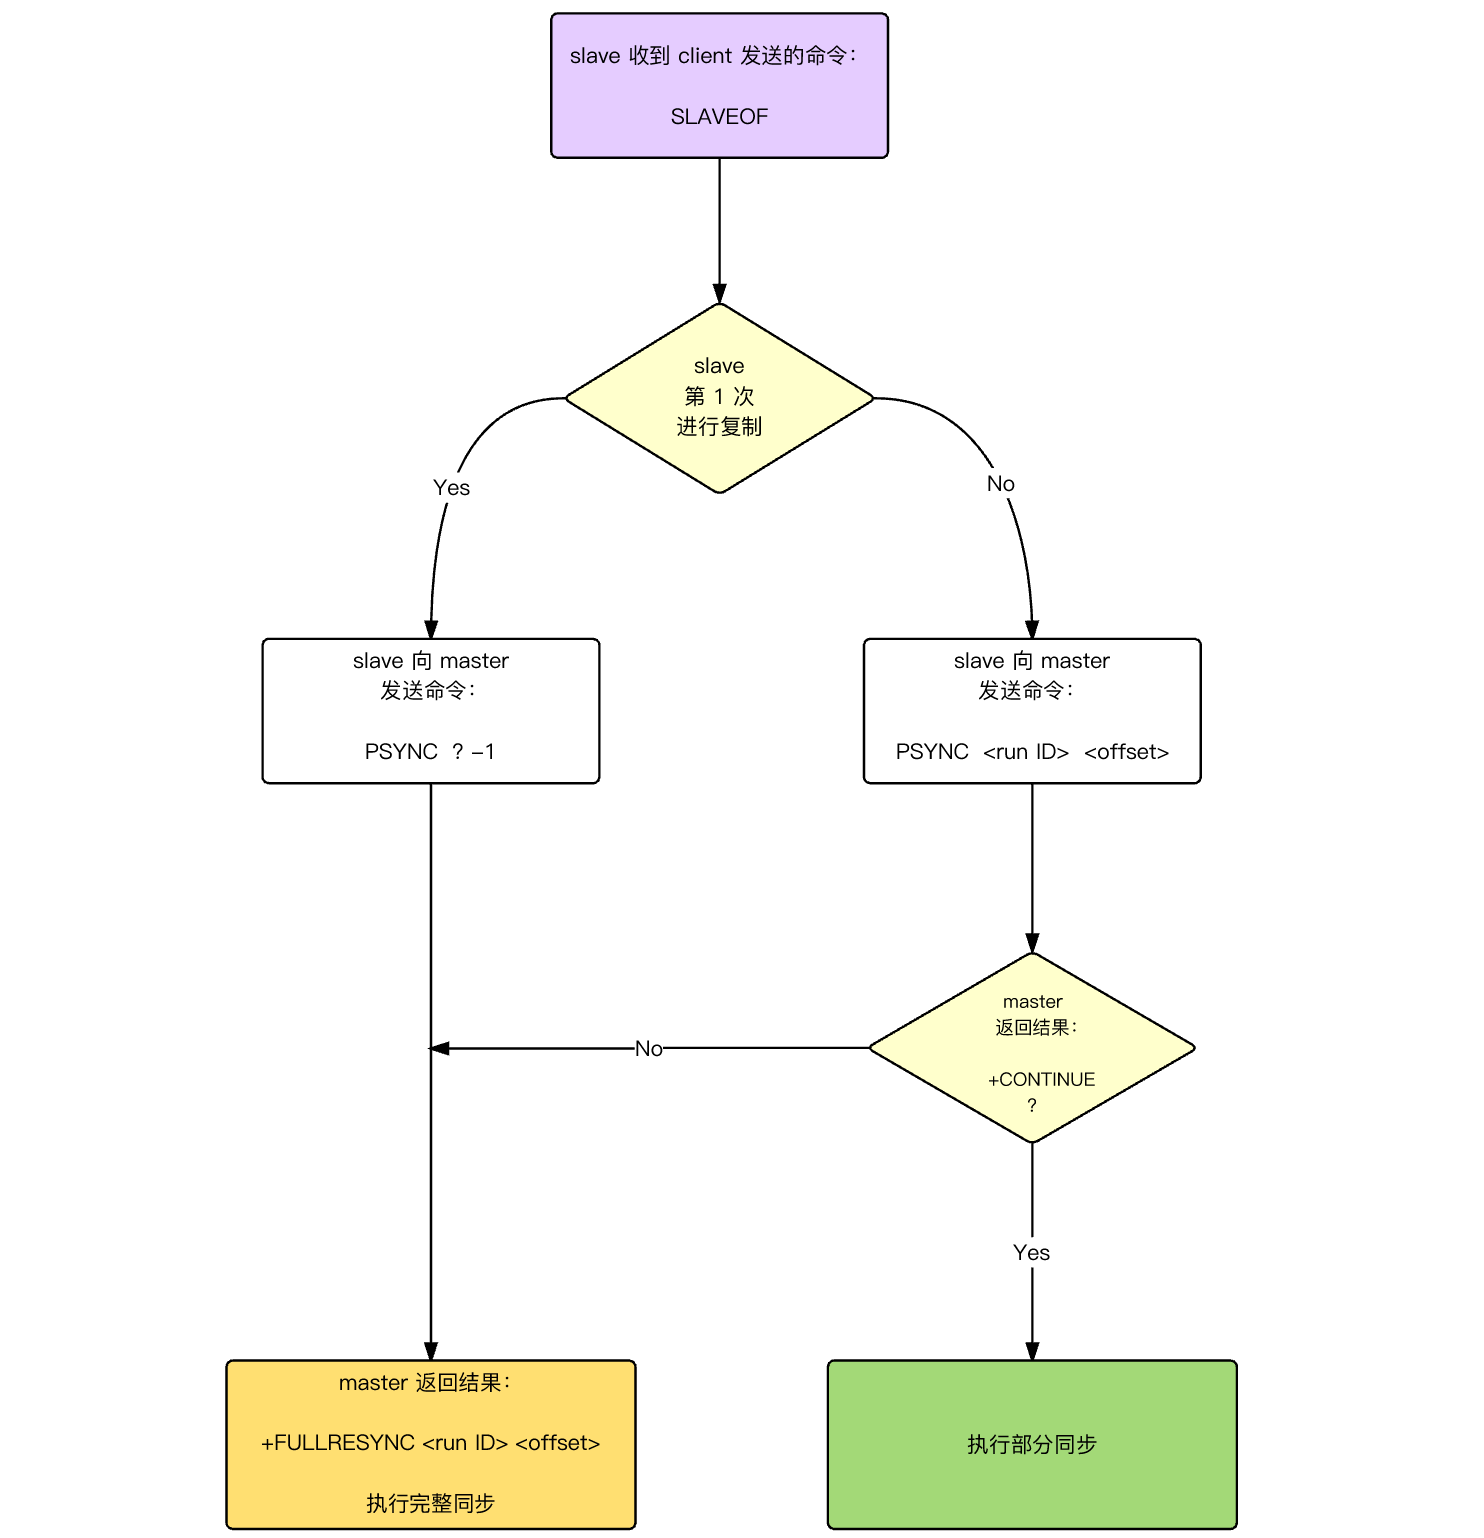 slave 收到 client 发送的命令：
SLAVEOF
slave
第 1 次
进行复制
Yes
No
slave 向 master
发送命令：
PSYNC ? -1
slave 向 master
发送命令：
PSYNC <run ID> <offset>
master
返回结果：
+CONTINUE
?
No
Yes
master 返回结果：
+FULLRESYNC <run ID> <offset>
执行完整同步
执行部分同步